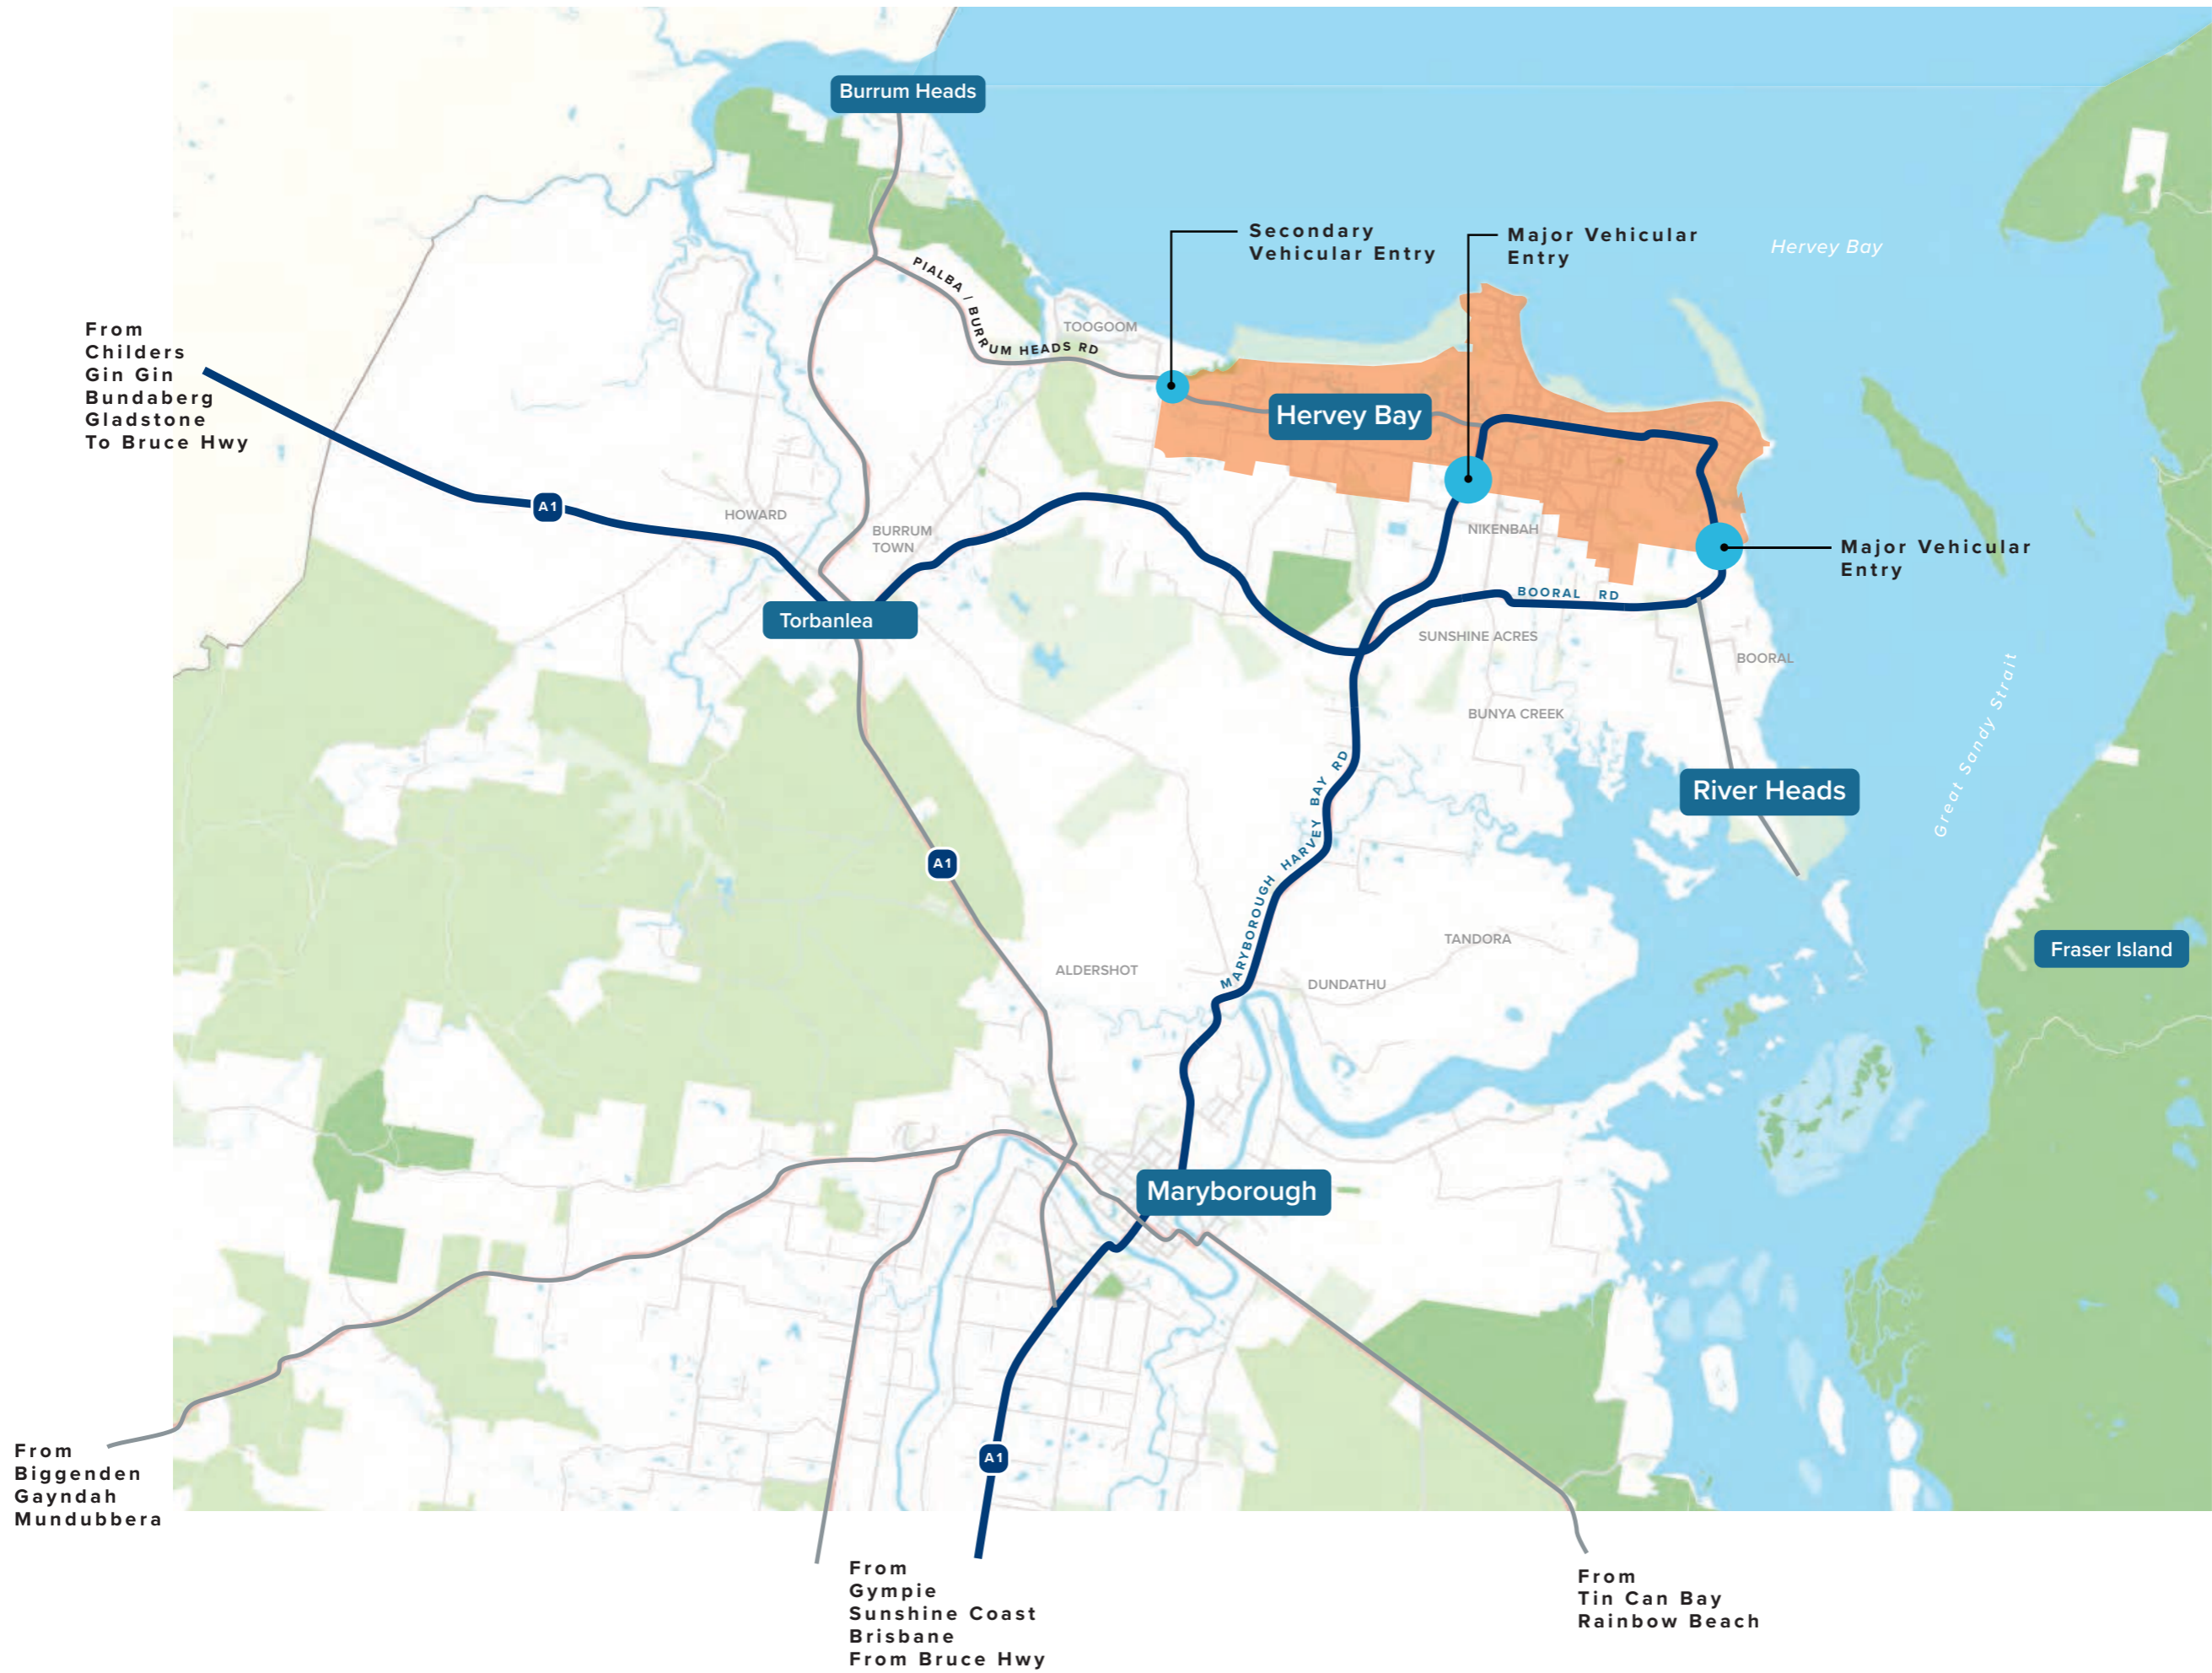 Burrum Heads
Secondary
Vehicular Entry
Major Vehicular
Entry
Hervey Bay
PIALBA / BURRUM HEADS RD
TOOGOOM
From
Childers
Gin Gin
Bundaberg
Gladstone
To Bruce Hwy
Hervey Bay
A1
HOWARD
BURRUM
TOWN
NIKENBAH
Major Vehicular
Entry
BOORAL RD
Torbanlea
SUNSHINE ACRES
BOORAL
BUNYA CREEK
Great Sandy Strait
MARYBOROUGH HARVEY BAY RD
River Heads
A1
TANDORA
Fraser Island
ALDERSHOT
DUNDATHU
Maryborough
From
Biggenden
Gayndah
Mundubbera
A1
From
Gympie
Sunshine Coast
Brisbane
From Bruce Hwy
From
Tin Can Bay
Rainbow Beach